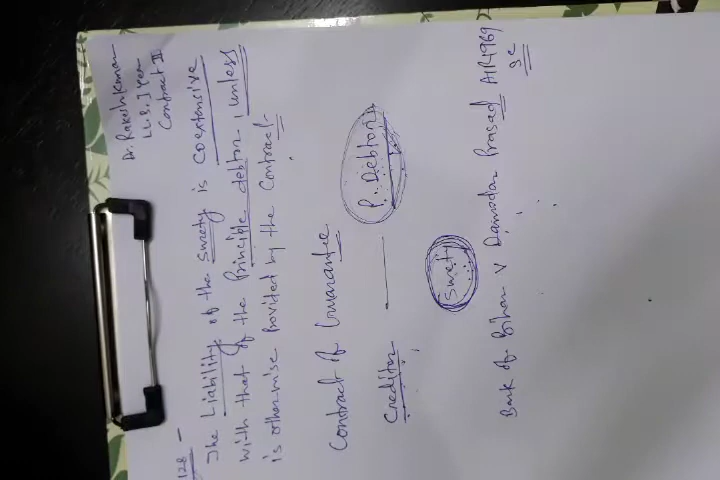 Dr. Rakesh Kumar
LL.B. I Year
Contract II
128 –
The Liability of the Surety is coextensive
with that of the Principle debtor, unless
is otherwise Provided by the Contract.
Contract of Guarantee
Creditor — P. Debtor
Surety
Bank of Bihar V Damodar Prasad AIR 1969
SC